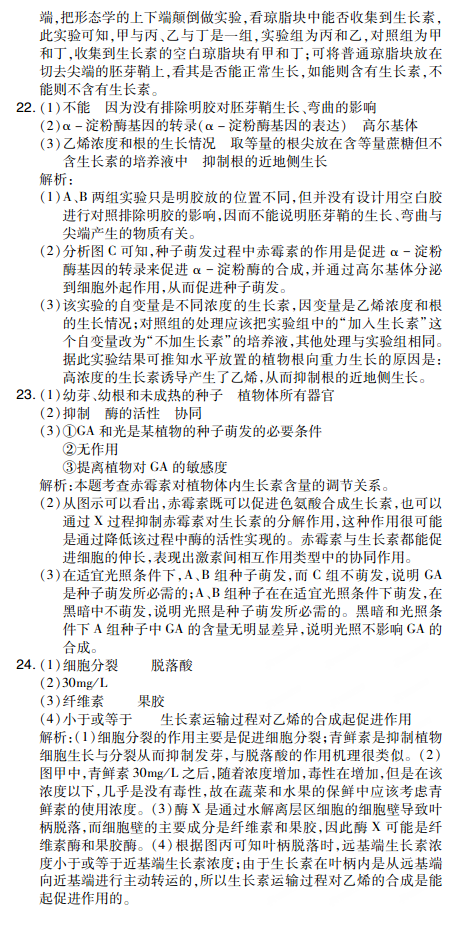 端,把形态学的上下端颠倒做实验,看琼脂块中能否收集到生长素,
此实验可知,甲与丙、乙与丁是一组,实验组为丙和乙,对照组为甲
和丁,收集到生长素的空白琼脂块有甲和丁;可将普通琼脂块放在
切去尖端的胚芽鞘上,看其是否能正常生长,如能则含有生长素,不
能则不含有生长素。
22.(1)不能 因为没有排除明胶对胚芽鞘生长、弯曲的影响
(2)α-淀粉酶基因的转录(α-淀粉酶基因的表达) 高尔基体
(3)乙烯浓度和根的生长情况 取等量的根尖放在含等量蔗糖但不
含生长素的培养液中 抑制根的近地侧生长
解析:
(1)A、B两组实验只是明胶放的位置不同,但并没有设计用空白胶
进行对照排除明胶的影响,因而不能说明胚芽鞘的生长、弯曲与
尖端产生的物质有关。
(2)分析图C可知,种子萌发过程中赤霉素的作用是促进α-淀粉
酶基因的转录来促进α-淀粉酶的合成,并通过高尔基体分泌
到细胞外起作用,从而促进种子萌发。
(3)该实验的自变量是不同浓度的生长素,因变量是乙烯浓度和根
的生长情况;对照组的处理应该把实验组中的“加入生长素”这
个自变量改为“不加生长素”的培养液,其他处理与实验组相同。
据此实验结果可推知水平放置的植物根向重力生长的原因是:
高浓度的生长素诱导产生了乙烯,从而抑制根的近地侧生长。
23.(1)幼芽、幼根和未成熟的种子 植物体所有器官
(2)抑制 酶的活性 协同
(3)①GA和光是某植物的种子萌发的必要条件
②无作用
③提离植物对GA的敏感度
解析:本题考查赤霉素对植物体内生长素含量的调节关系。
(2)从图示可以看出,赤霉素既可以促进色氨酸合成生长素,也可以
通过X过程抑制赤霉素对生长素的分解作用,这种作用很可能
是通过降低该过程中酶的活性实现的。赤霉素与生长素都能促
进细胞的伸长,表现出激素间相互作用类型中的协同作用。
(3)在适宜光照条件下,A、B组种子萌发,而C组不萌发,说明GA
是种子萌发所必需的;A、B组种子在在适宜光照条件下萌发,在
黑暗中不萌发,说明光照是种子萌发所必需的。黑暗和光照条
件下A组种子中GA的含量无明显差异,说明光照不影响GA的
合成。
24.(1)细胞分裂 脱落酸
(2)30mg/L
(3)纤维素 果胶
(4)小于或等于 生长素运输过程对乙烯的合成起促进作用
解析:(1)细胞分裂的作用主要是促进细胞分裂;青鲜素是抑制植物
细胞生长与分裂从而抑制发芽,与脱落酸的作用机理很类似。(2)
图甲中,青鲜素30mg/L之后,随着浓度增加,毒性在增加,但是在该
浓度以下,几乎是没有毒性,故在蔬菜和水果的保鲜中应该考虑青
鲜素的使用浓度。(3)酶X是通过水解离层区细胞的细胞壁导致叶
柄脱落,而细胞壁的主要成分是纤维素和果胶,因此酶X可能是纤
维素酶和果胶酶。(4)根据图丙可知叶柄脱落时,远基端生长素浓
度小于或等于近基端生长素浓度;由于生长素在叶柄内是从远基端
向近基端进行主动转运的,所以生长素运输过程对乙烯的合成是能
起促进作用的。